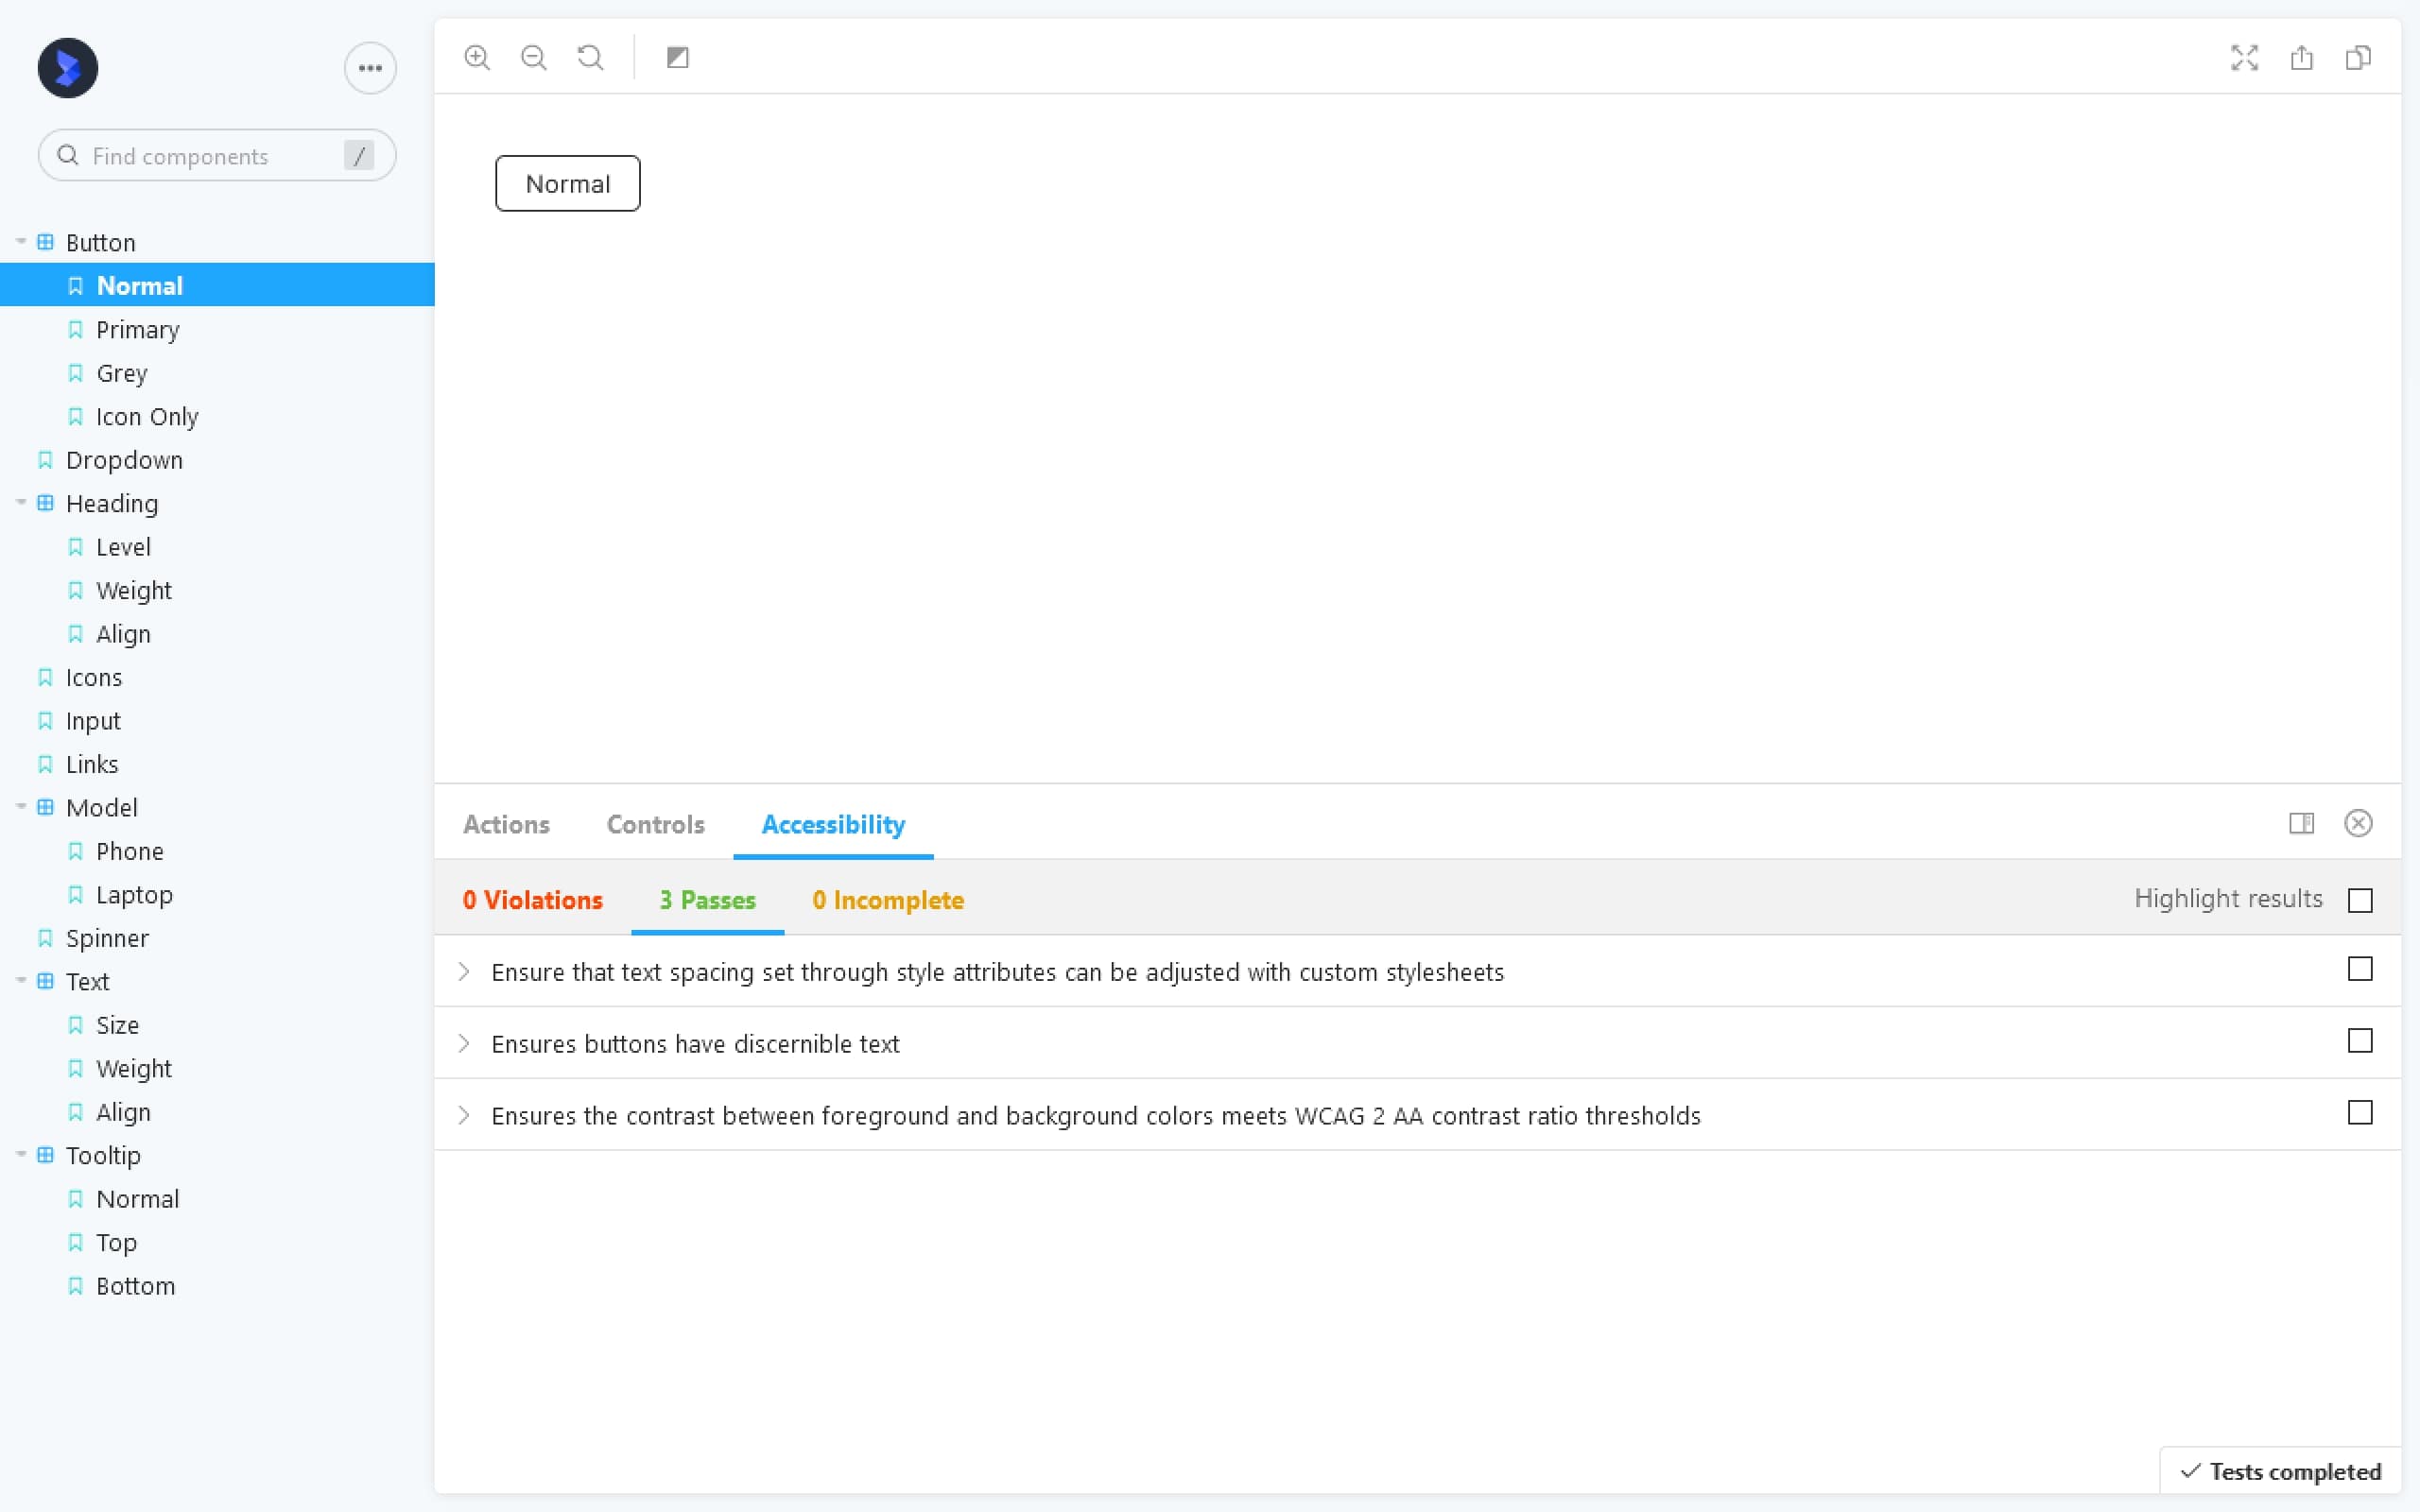 Find components /
Button
Normal
Primary
Grey
Icon Only
Dropdown
Heading
Level
Weight
Align
Icons
Input
Links
Model
Phone
Laptop
Spinner
Text
Size
Weight
Align
Tooltip
Normal
Top
Bottom
Normal
Actions Controls Accessibility
0 Violations 3 Passes 0 Incomplete Highlight results
Ensure that text spacing set through style attributes can be adjusted with custom stylesheets
Ensures buttons have discernible text
Ensures the contrast between foreground and background colors meets WCAG 2 AA contrast ratio thresholds
Tests completed